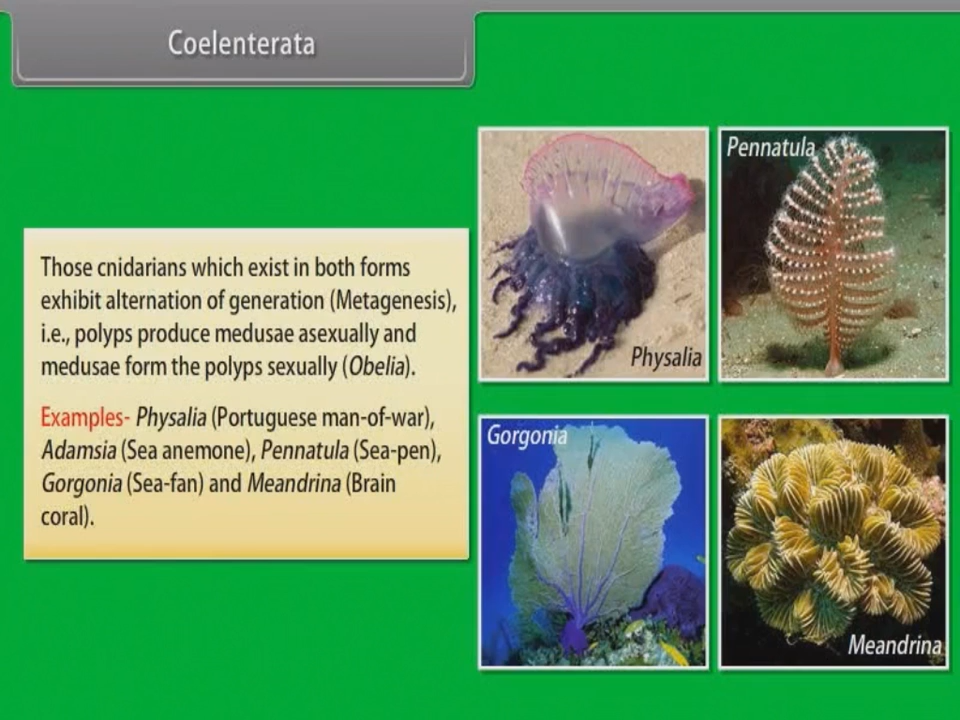 Coelenterata
Those cnidarians which exist in both forms
exhibit alternation of generation (Metagenesis),
i.e., polyps produce medusae asexually and
medusae form the polyps sexually (Obelia).
Examples- Physalia (Portuguese man-of-war),
Adamsia (Sea anemone), Pennatula (Sea-pen),
Gorgonia (Sea-fan) and Meandrina (Brain
coral).
Physalia
Pennatula
Gorgonia
Meandrina